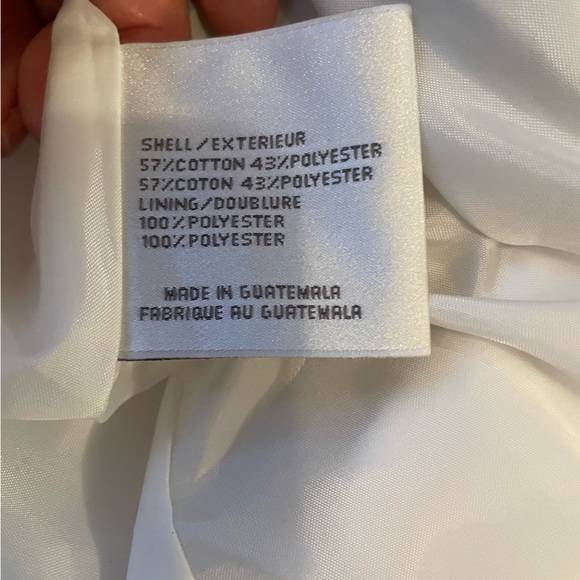 SHELL/EXTERIEUR
57%COTTON 43%POLYESTER
57%COTON 43%POLYESTER
LINING/DOUBLURE
100%POLYESTER
100%POLYESTER
MADE IN GUATEMALA
FABRIQUE AU GUATEMALA